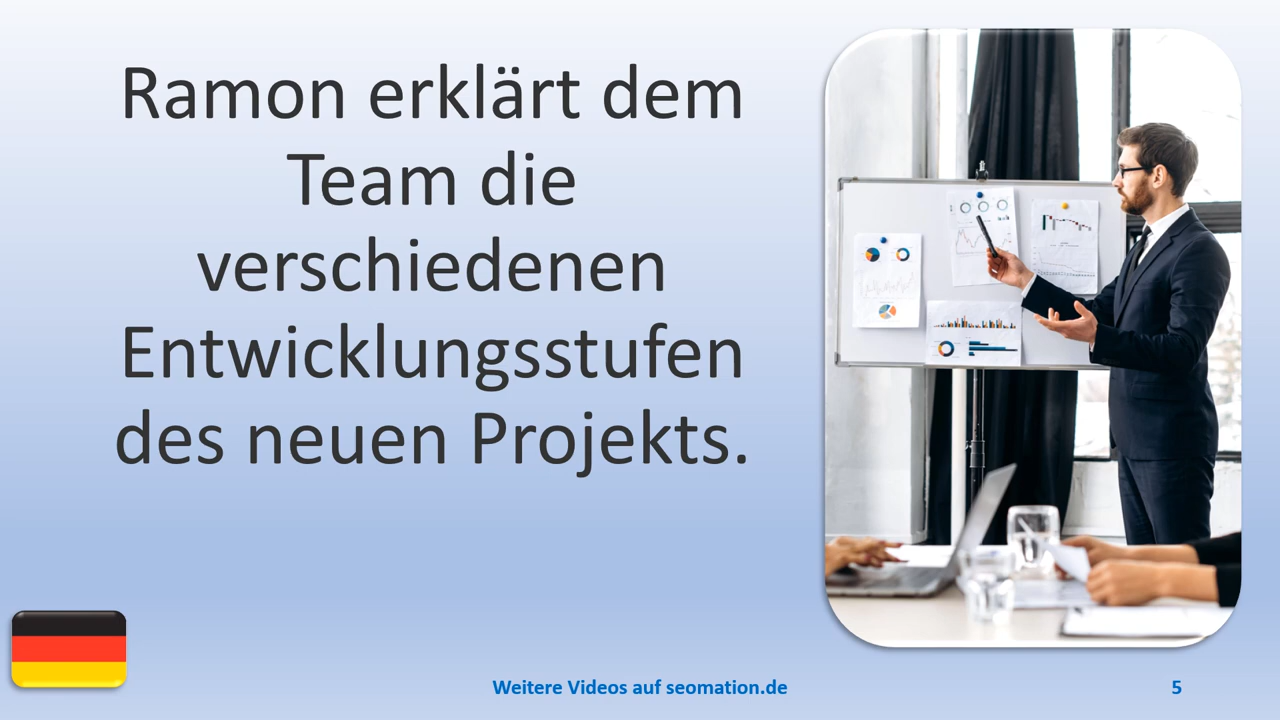 Ramon erklärt dem
Team die
verschiedenen
Entwicklungsstufen
des neuen Projekts.
Weitere Videos auf seomation.de
5